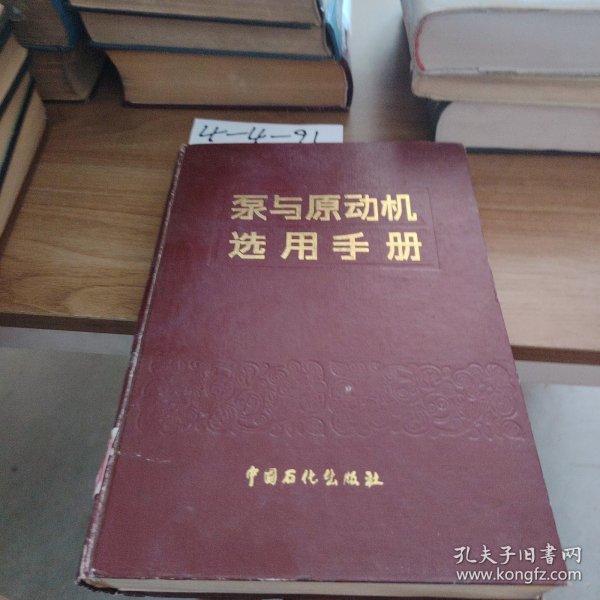 4-4-91
泵与原动机
选用手册
中国石化出版社
孔夫子旧书网
www.kongfz.com